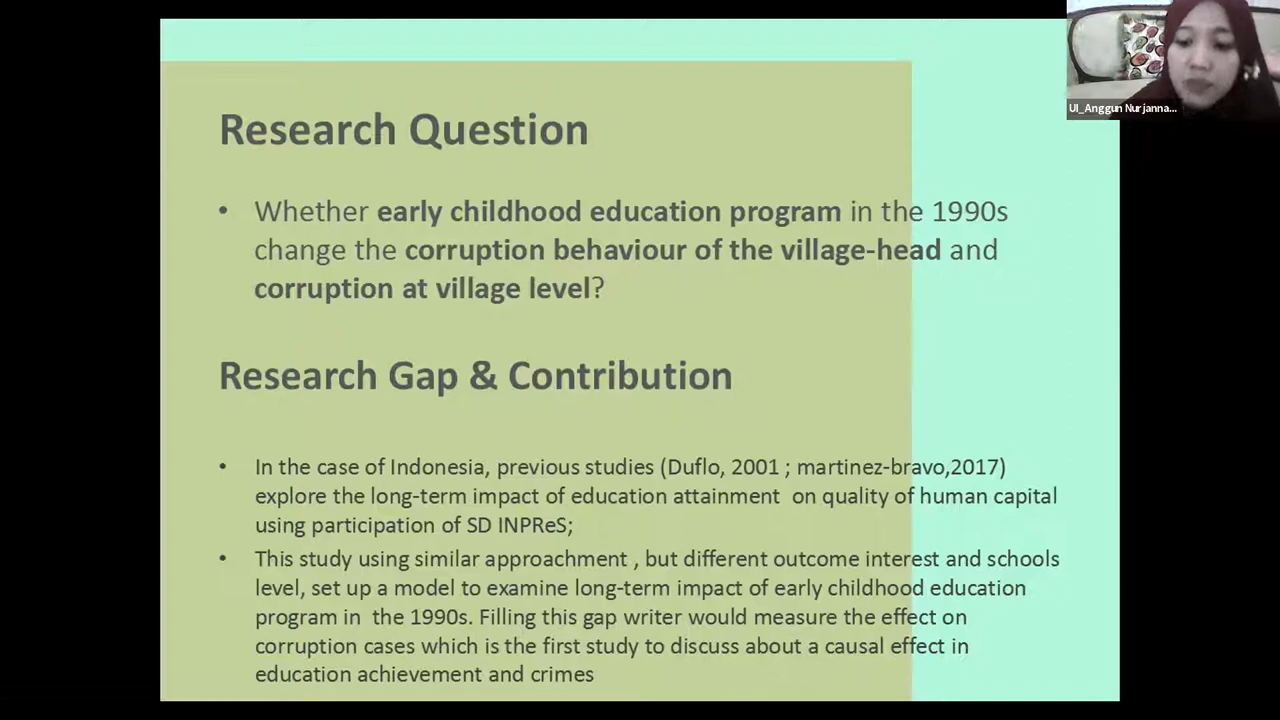 Research Question
• Whether early childhood education program in the 1990s
change the corruption behaviour of the village-head and
corruption at village level?
Research Gap & Contribution
• In the case of Indonesia, previous studies (Duflo, 2001 ; martinez-bravo,2017)
explore the long-term impact of education attainment on quality of human capital
using participation of SD INPReS;
• This study using similar approachment , but different outcome interest and schools
level, set up a model to examine long-term impact of early childhood education
program in the 1990s. Filling this gap writer would measure the effect on
corruption cases which is the first study to discuss about a causal effect in
education achievement and crimes
UI_Anggun Nurjanna...